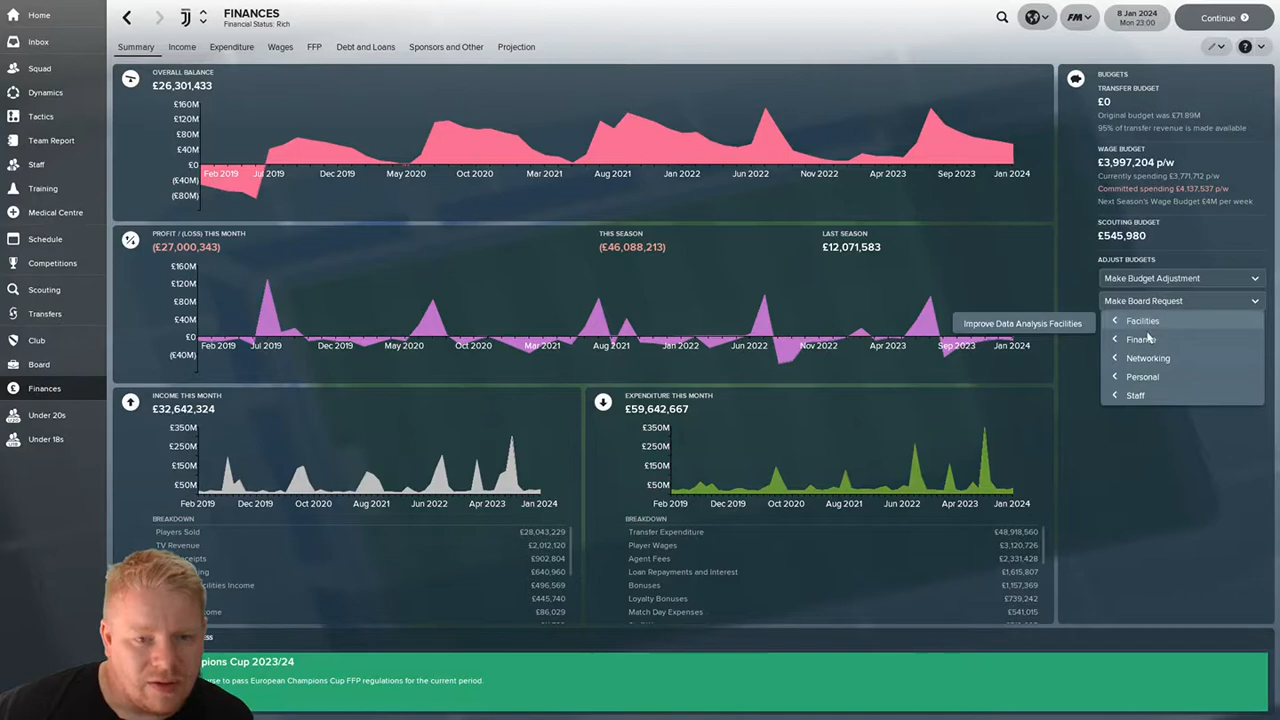 Home
Inbox
Squad
Dynamics
Tactics
Team Report
Staff
Training
Medical Centre
Schedule
Competitions
Scouting
Transfers
Club
Board
Finances
Under 20s
Under 18s
FINANCES
Financial Status: Rich
FM
8 Jan 2024
Mon 23:00
Continue
Summary Income Expenditure Wages FFP Debt and Loans Sponsors and Other Projection
OVERALL BALANCE
£26,301,433
£160M
£120M
£80M
£40M
£0
(£40M)
(£80M)
Feb 2019 Jul 2019 Dec 2019 May 2020 Oct 2020 Mar 2021 Aug 2021 Jan 2022 Jun 2022 Nov 2022 Apr 2023 Sep 2023 Jan 2024
PROFIT / (LOSS) THIS MONTH
(£27,000,343)
THIS SEASON
(£46,088,213)
LAST SEASON
£12,071,583
£160M
£120M
£80M
£40M
£0
(£40M)
Feb 2019 Jul 2019 Dec 2019 May 2020 Oct 2020 Mar 2021 Aug 2021 Jan 2022 Jun 2022 Nov 2022 Apr 2023 Sep 2023 Jan 2024
INCOME THIS MONTH
£32,642,324
£350M
£250M
£150M
£50M
Feb 2019 Dec 2019 Oct 2020 Aug 2021 Jun 2022 Apr 2023 Jan 2024
BREAKDOWN
Players Sold £28,043,229
TV Revenue £2,012,120
ceipts £902,804
£640,960
cilities Income £496,569
£445,740
ome £86,029
EXPENDITURE THIS MONTH
£59,642,667
£350M
£250M
£150M
£50M
Feb 2019 Dec 2019 Oct 2020 Aug 2021 Jun 2022 Apr 2023 Jan 2024
BREAKDOWN
Transfer Expenditure £48,918,560
Player Wages £3,120,726
Agent Fees £2,331,428
Loan Repayments and Interest £1,615,807
Bonuses £1,157,369
Loyalty Bonuses £739,242
Match Day Expenses £541,015
pions Cup 2023/24
urse to pass European Champions Cup FFP regulations for the current period.
BUDGETS
TRANSFER BUDGET
£0
Original budget was £71.89M
95% of transfer revenue is made available
WAGE BUDGET
£3,997,204 p/w
Currently spending £3,771,712 p/w
Committed spending £4,137,537 p/w
Next Season's Wage Budget £4M per week
SCOUTING BUDGET
£545,980
ADJUST BUDGETS
Make Budget Adjustment
Make Board Request
Improve Data Analysis Facilities
Facilities
Finance
Networking
Personal
Staff